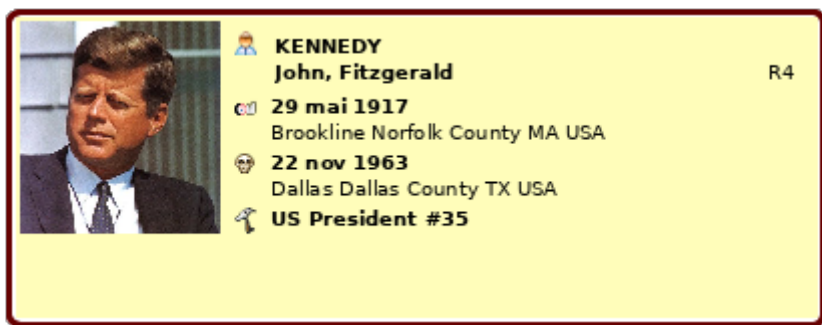 KENNEDY
John, Fitzgerald R4
29 mai 1917
Brookline Norfolk County MA USA
22 nov 1963
Dallas Dallas County TX USA
US President #35